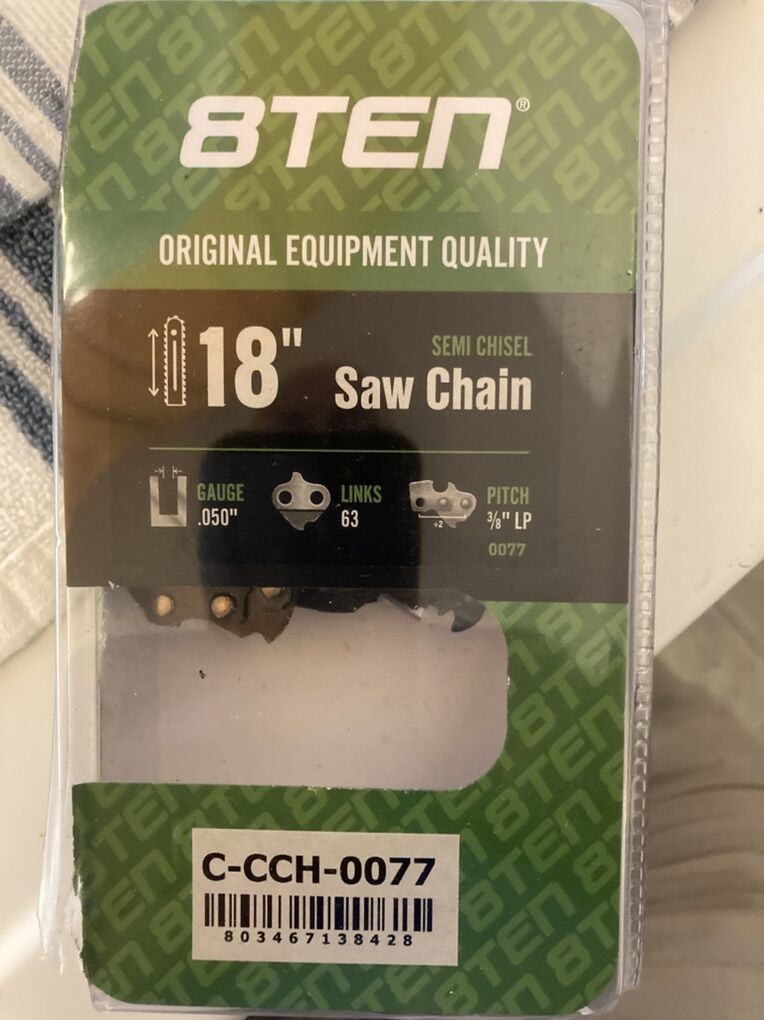 8TEN®
ORIGINAL EQUIPMENT QUALITY
18"
SEMI CHISEL
Saw Chain
GAUGE
.050"
LINKS
63
÷2
PITCH
3/8" LP
0077
C-CCH-0077
803467138428